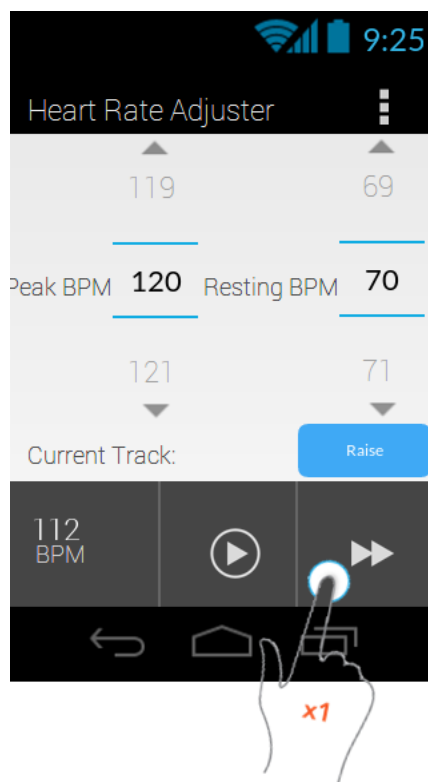 9:25
Heart Rate Adjuster
119 69
Peak BPM 120 Resting BPM 70
121 71
Current Track: Raise
112
BPM
x1